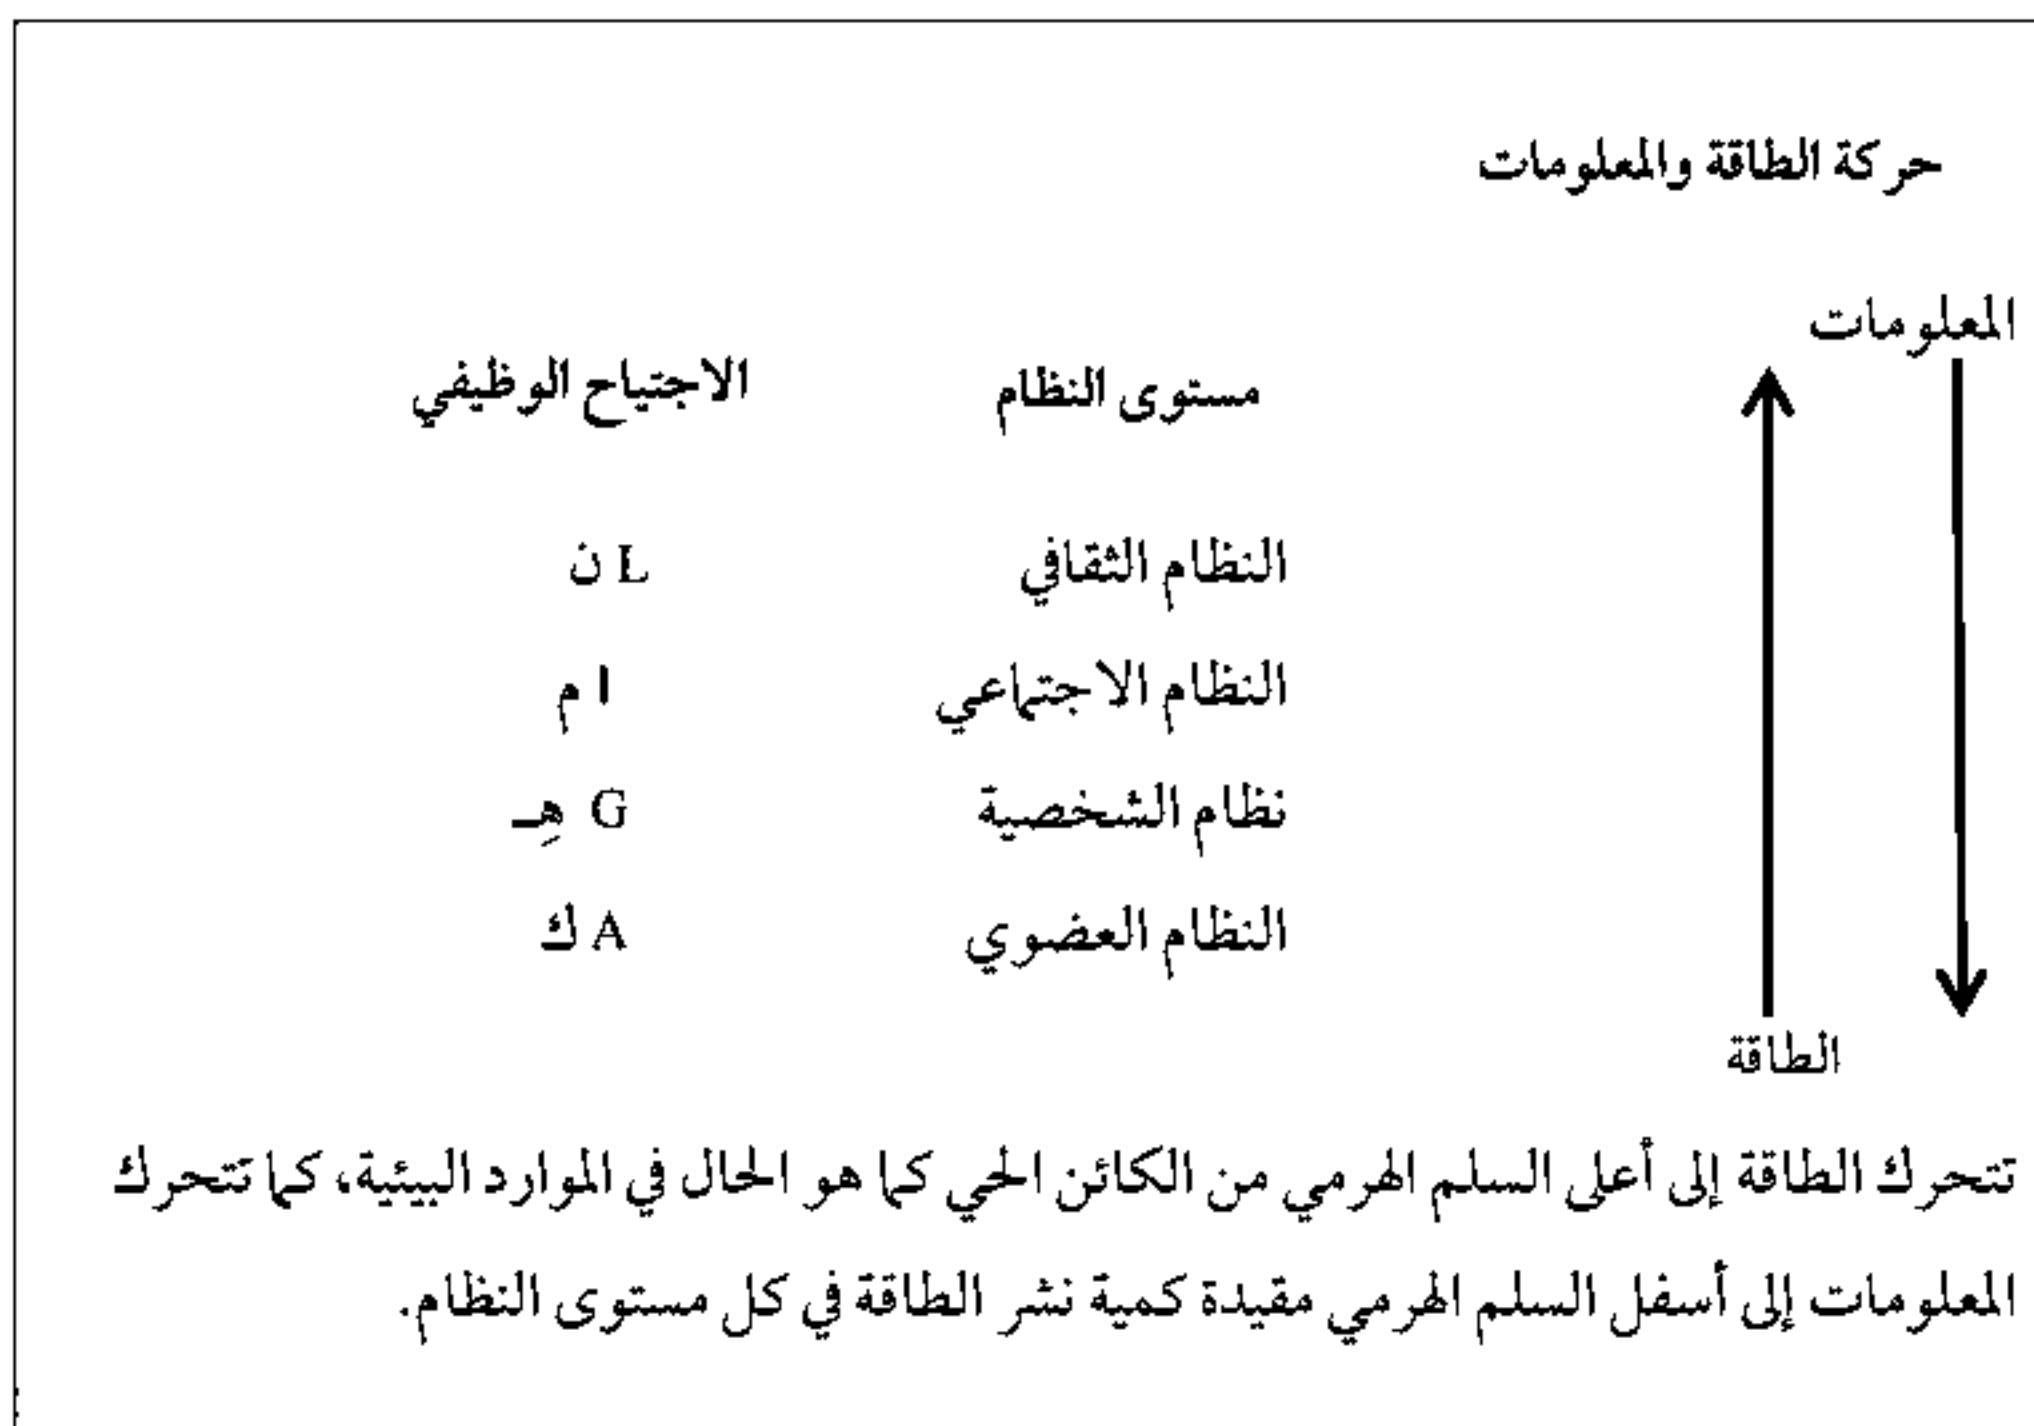 حركة الطاقة والمعلومات
المعلومات
مستوى النظام الاجتياح الوظيفي
النظام الثقافي L ن
النظام الاجتماعي I م
نظام الشخصية G هِـ
النظام العضوي A ك
الطاقة
تتحرك الطاقة إلى أعلى السلم الهرمي من الكائن الحي كما هو الحال في الموارد البيئية، كما تتحرك
المعلومات إلى أسفل السلم الهرمي مقيدة كمية نشر الطاقة في كل مستوى النظام.